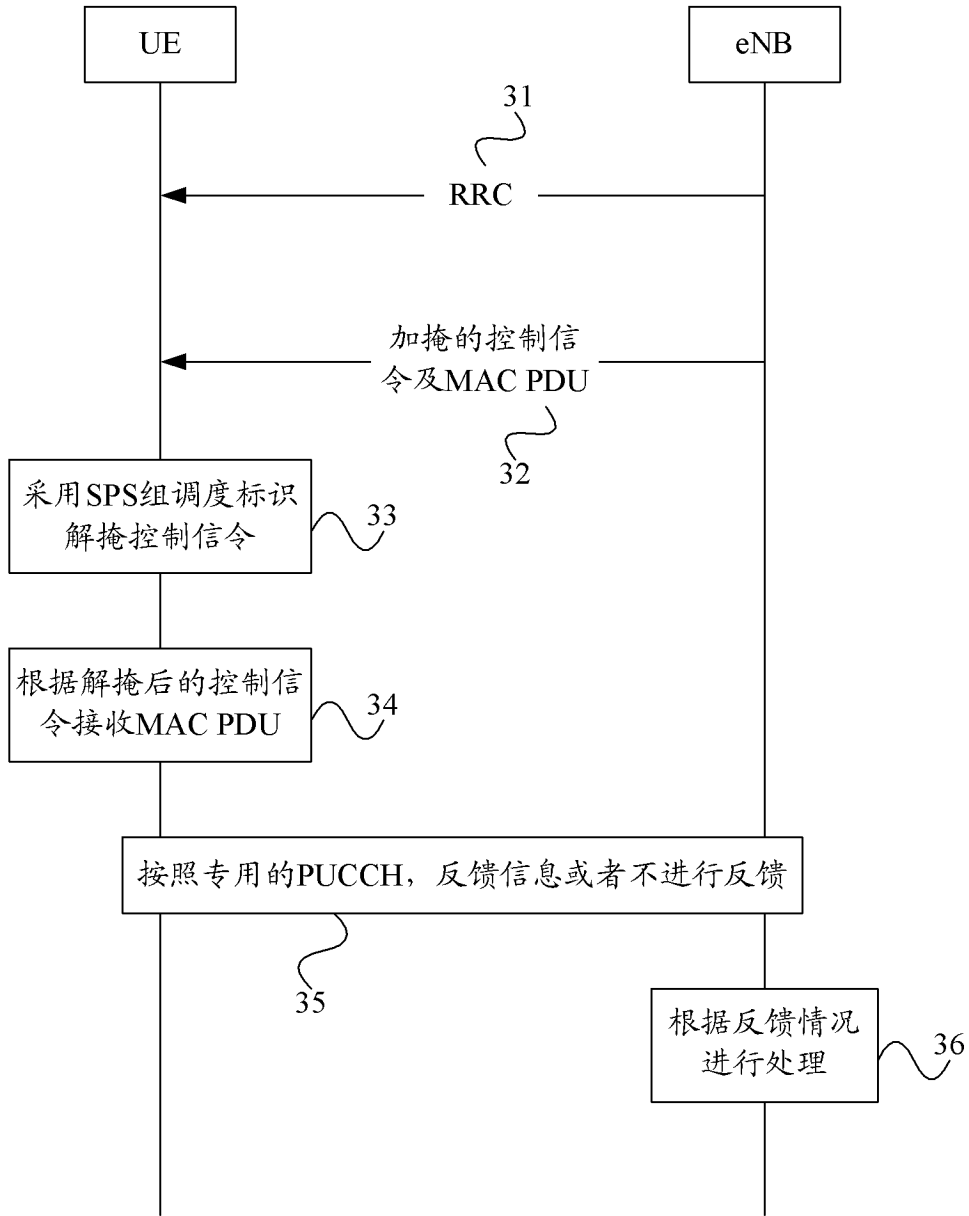 UE
eNB
31
RRC
加掩的控制信
令及MAC PDU
32
采用SPS组调度标识
解掩控制信令
33
根据解掩后的控制信
令接收MAC PDU
34
按照专用的PUCCH，反馈信息或者不进行反馈
35
根据反馈情况
进行处理
36